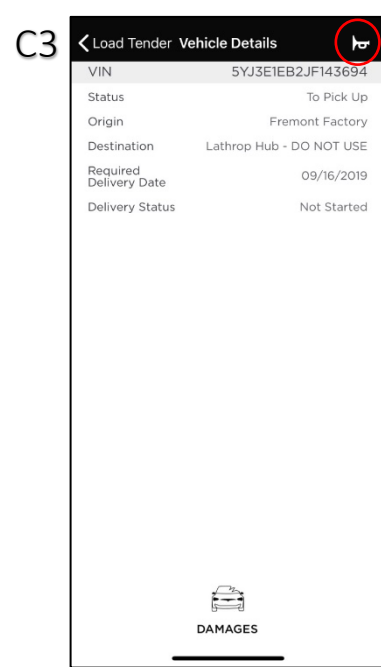 C3
Load Tender Vehicle Details
VIN 5YJ3E1EB2JF143694
Status To Pick Up
Origin Fremont Factory
Destination Lathrop Hub - DO NOT USE
Required
Delivery Date 09/16/2019
Delivery Status Not Started
DAMAGES